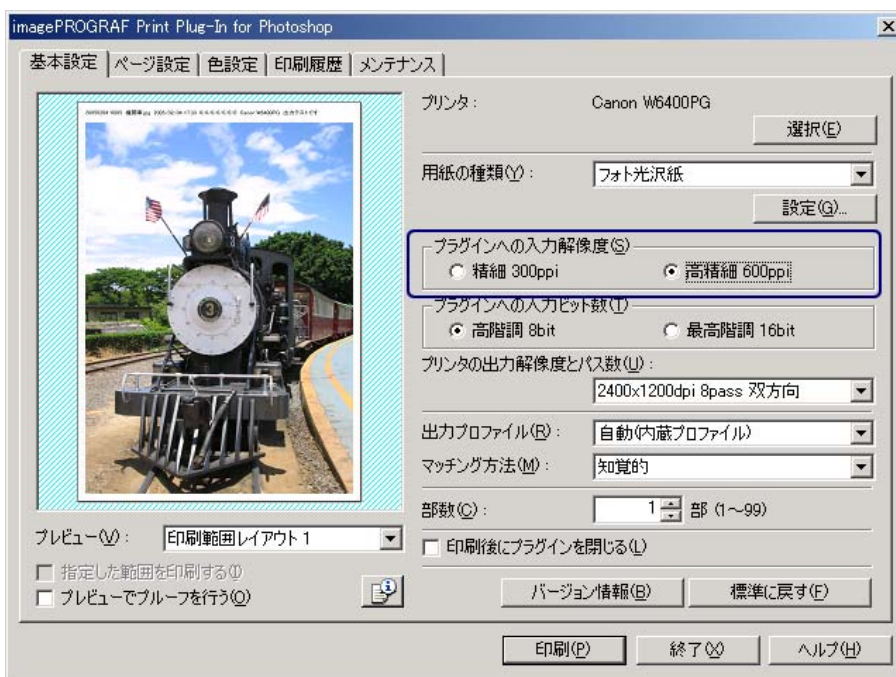 imagePROGRAF Print Plug-In for Photoshop
基本設定 ページ設定 色設定 印刷履歴 メンテナンス
プリンタ： Canon W6400PG
選択(E)
用紙の種類(Y)： フォト光沢紙
設定(G)...
プラグインへの入力解像度(S)
精細 300ppi 高精細 600ppi
プラグインへの入力ビット数(T)
高階調 8bit 最高階調 16bit
プリンタの出力解像度とパス数(U)：
2400x1200dpi 8pass 双方向
出力プロファイル(R)： 自動(内蔵プロファイル)
マッチング方法(M)： 知覚的
部数(C)： 1 部 (1～99)
印刷後にプラグインを閉じる(L)
バージョン情報(B) 標準に戻す(F)
3
プレビュー(V)： 印刷範囲レイアウト 1
指定した範囲を印刷する(I)
プレビューでプルーフを行う(O)
印刷(P) 終了(X) ヘルプ(H)